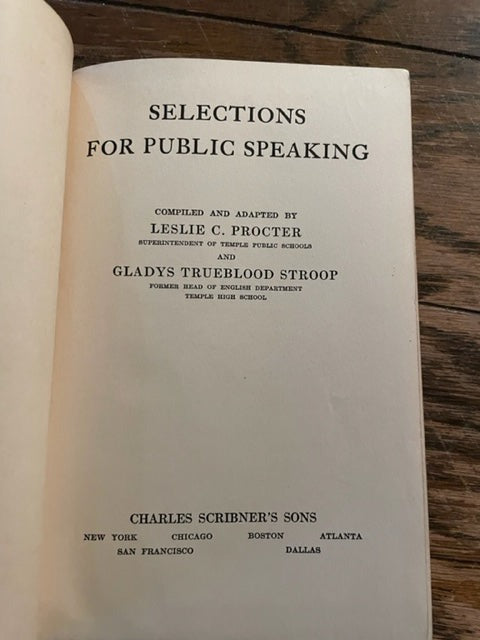 SELECTIONS
FOR PUBLIC SPEAKING
COMPILED AND ADAPTED BY
LESLIE C. PROCTER
SUPERINTENDENT OF TEMPLE PUBLIC SCHOOLS
AND
GLADYS TRUEBLOOD STROOP
FORMER HEAD OF ENGLISH DEPARTMENT
TEMPLE HIGH SCHOOL
CHARLES SCRIBNER'S SONS
NEW YORK CHICAGO BOSTON ATLANTA
SAN FRANCISCO DALLAS